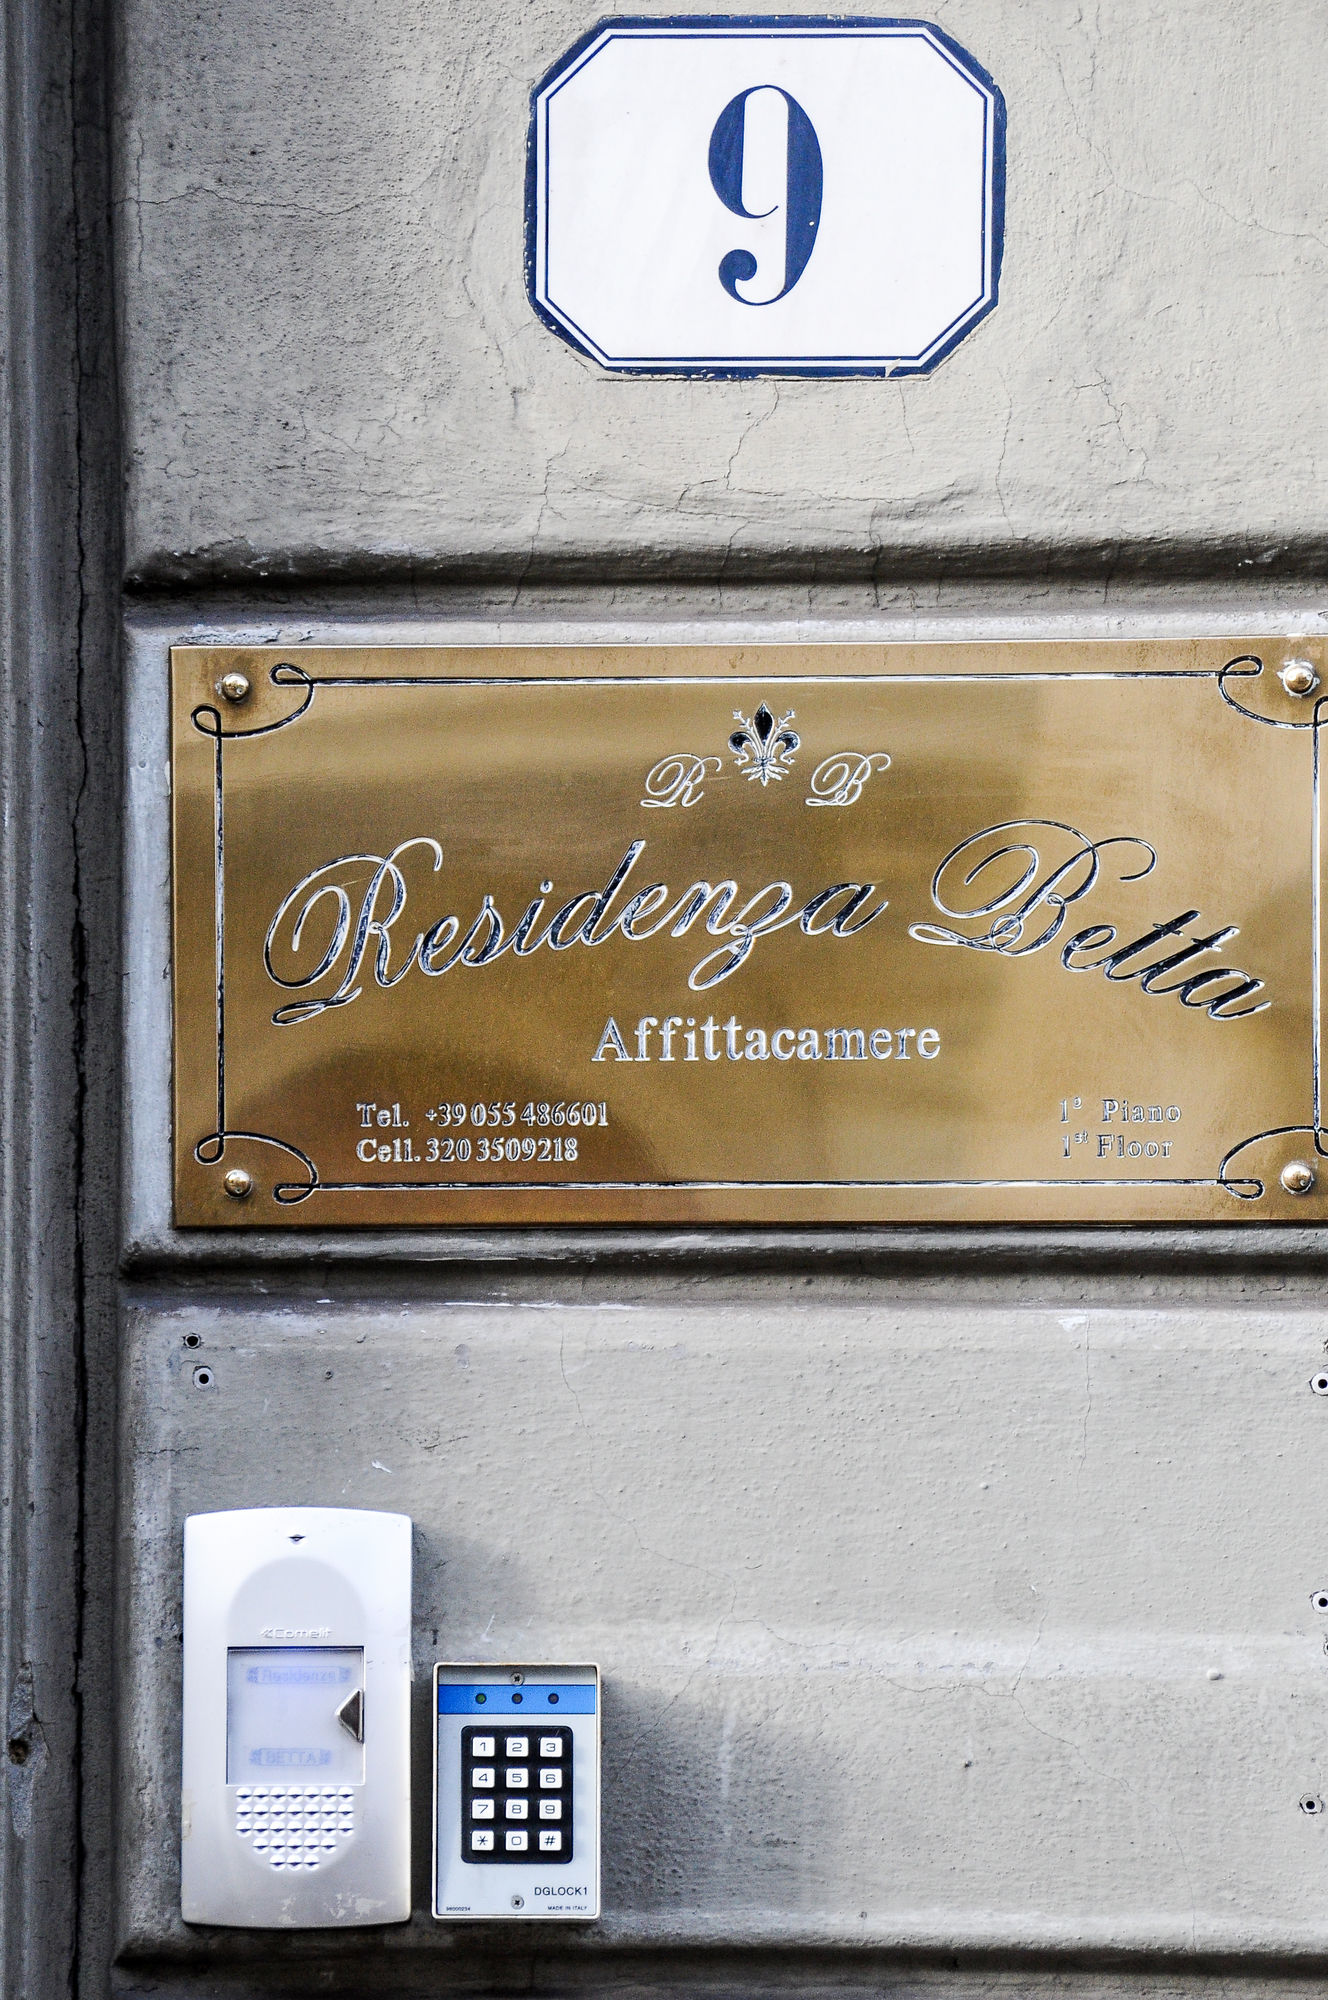 9
R B
Residenza Betta
Affittacamere
Tel. +39 055 486601
Cell. 320 3509218
1° Piano
1st Floor
Comelit
Residenza
BETTA
1 2 3
4 5 6
7 8 9
* 0 #
DGLOCK1
98000234 MADE IN ITALY